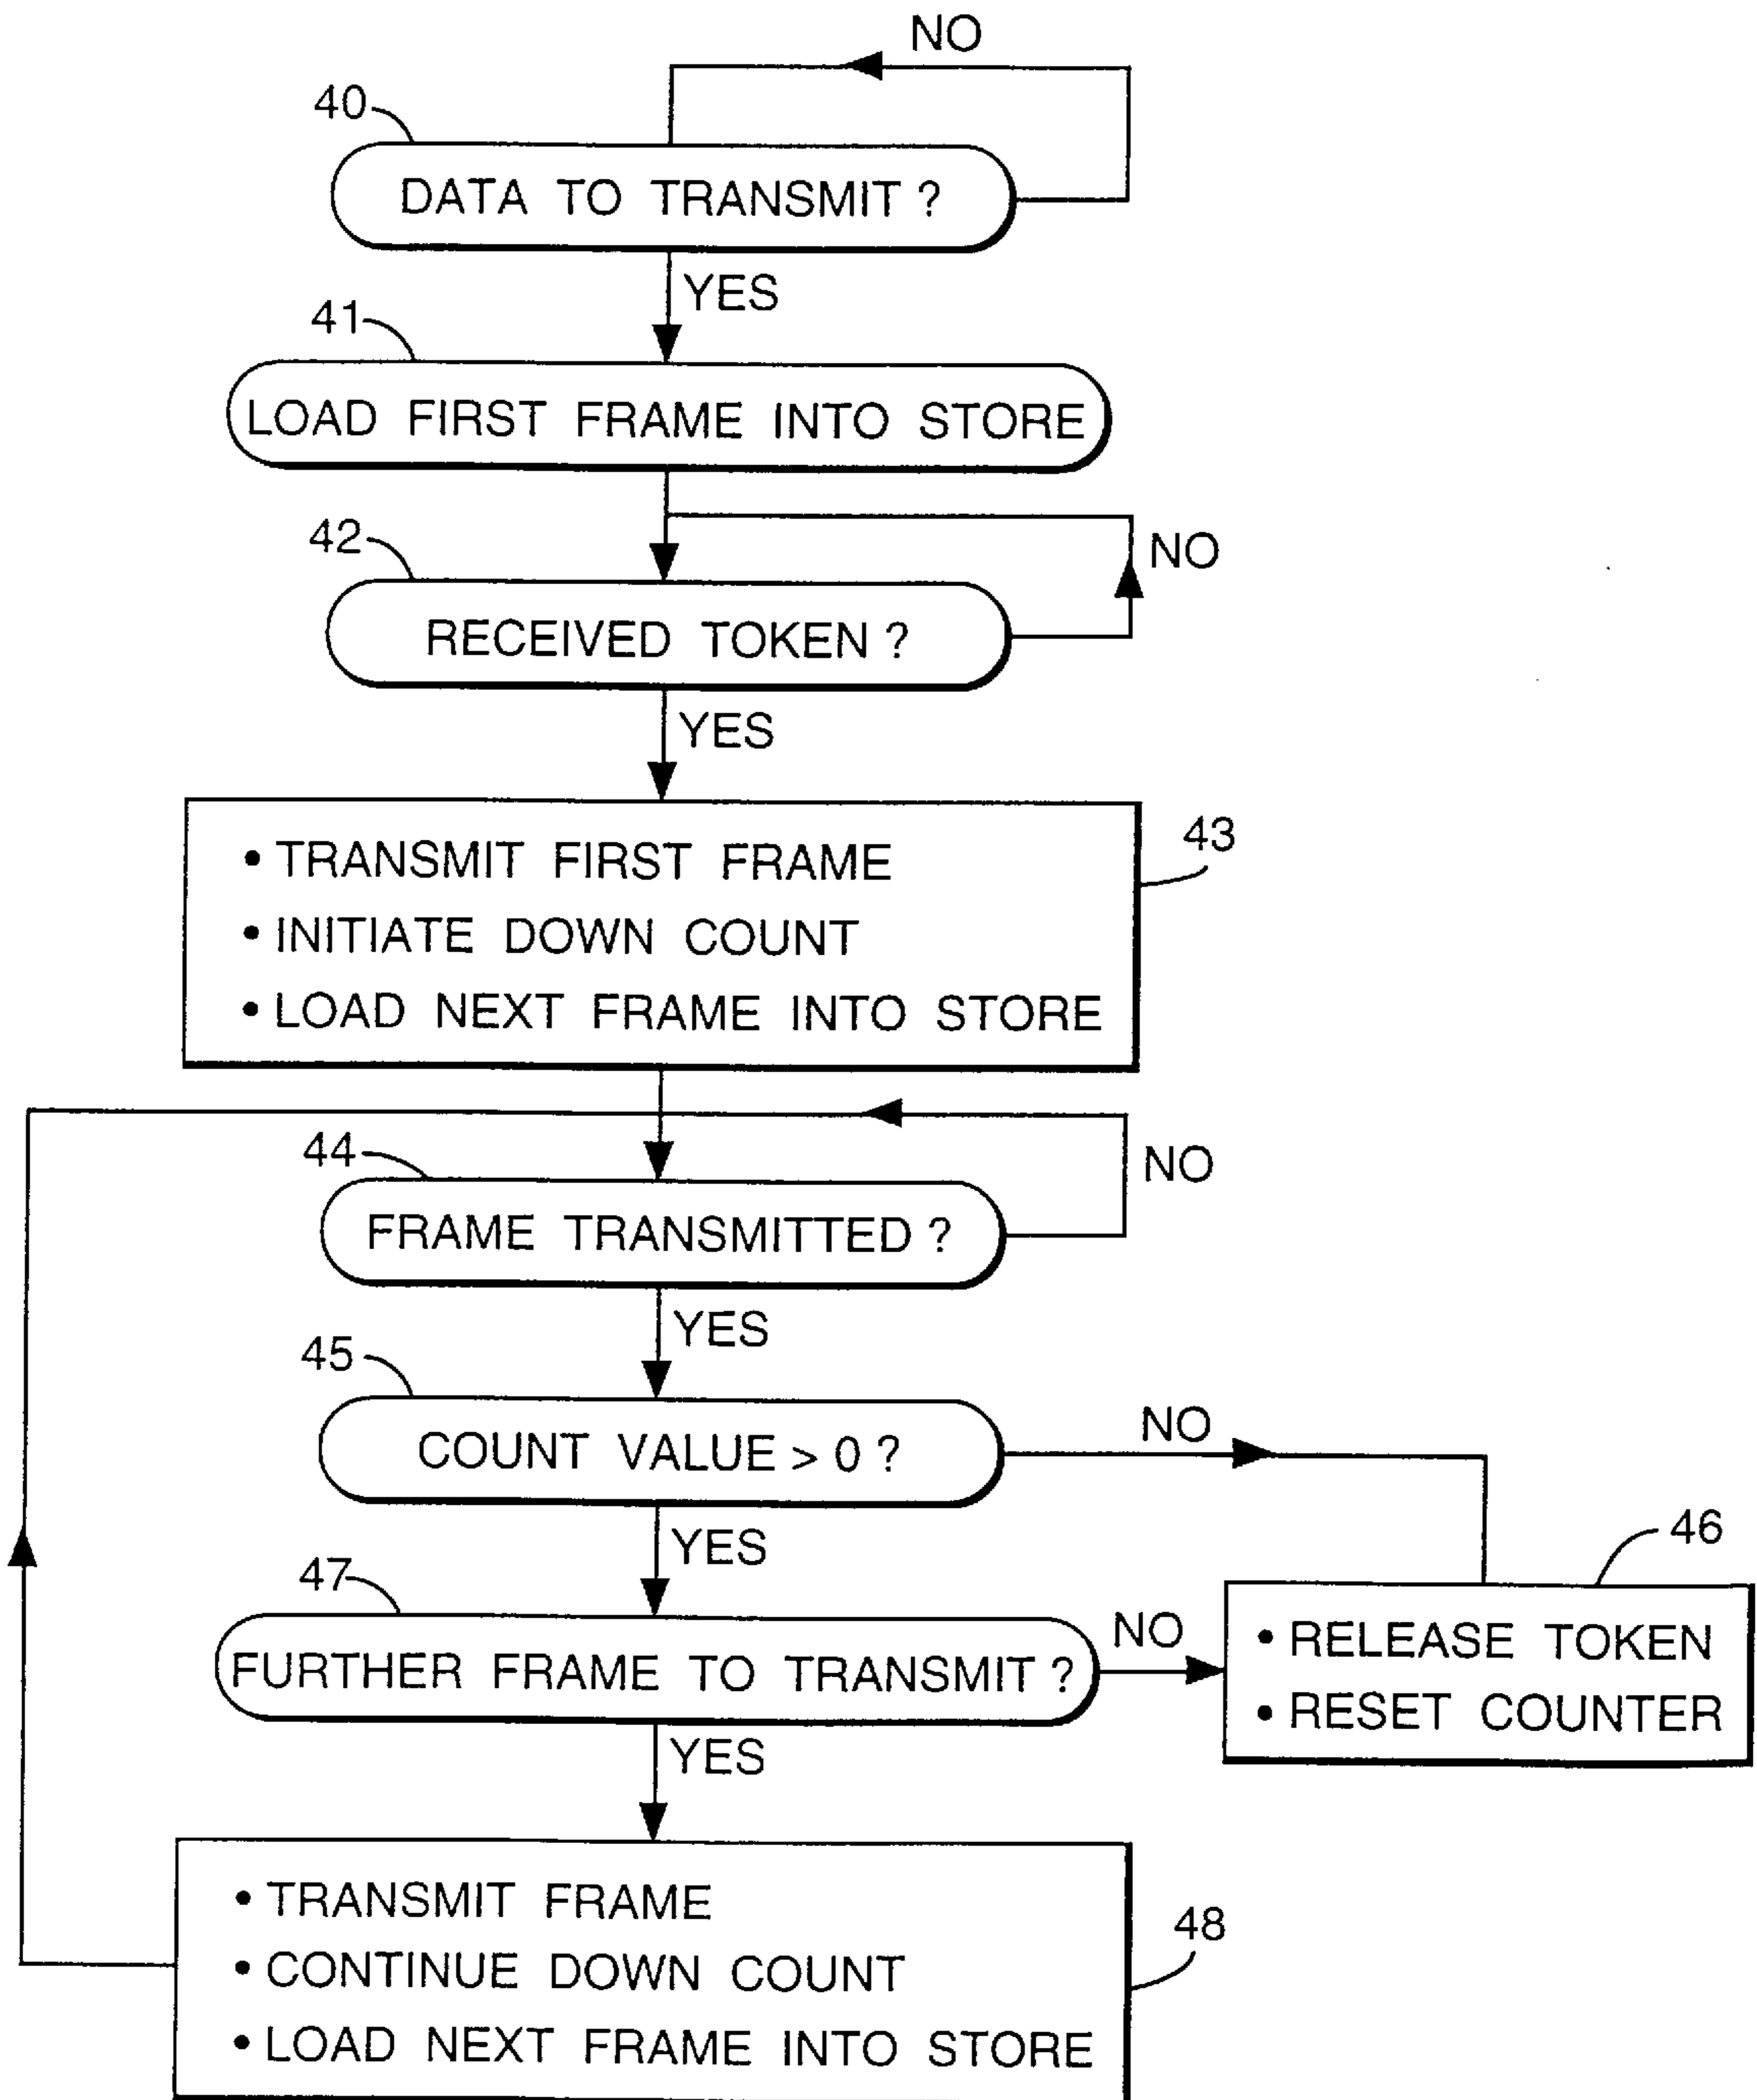 NO
40
DATA TO TRANSMIT ?
YES
41
LOAD FIRST FRAME INTO STORE
42
NO
RECEIVED TOKEN ?
YES
43
• TRANSMIT FIRST FRAME
• INITIATE DOWN COUNT
• LOAD NEXT FRAME INTO STORE
44
NO
FRAME TRANSMITTED ?
YES
45
COUNT VALUE > 0 ?
NO
YES
46
47
FURTHER FRAME TO TRANSMIT ?
NO
• RELEASE TOKEN
• RESET COUNTER
YES
48
• TRANSMIT FRAME
• CONTINUE DOWN COUNT
• LOAD NEXT FRAME INTO STORE